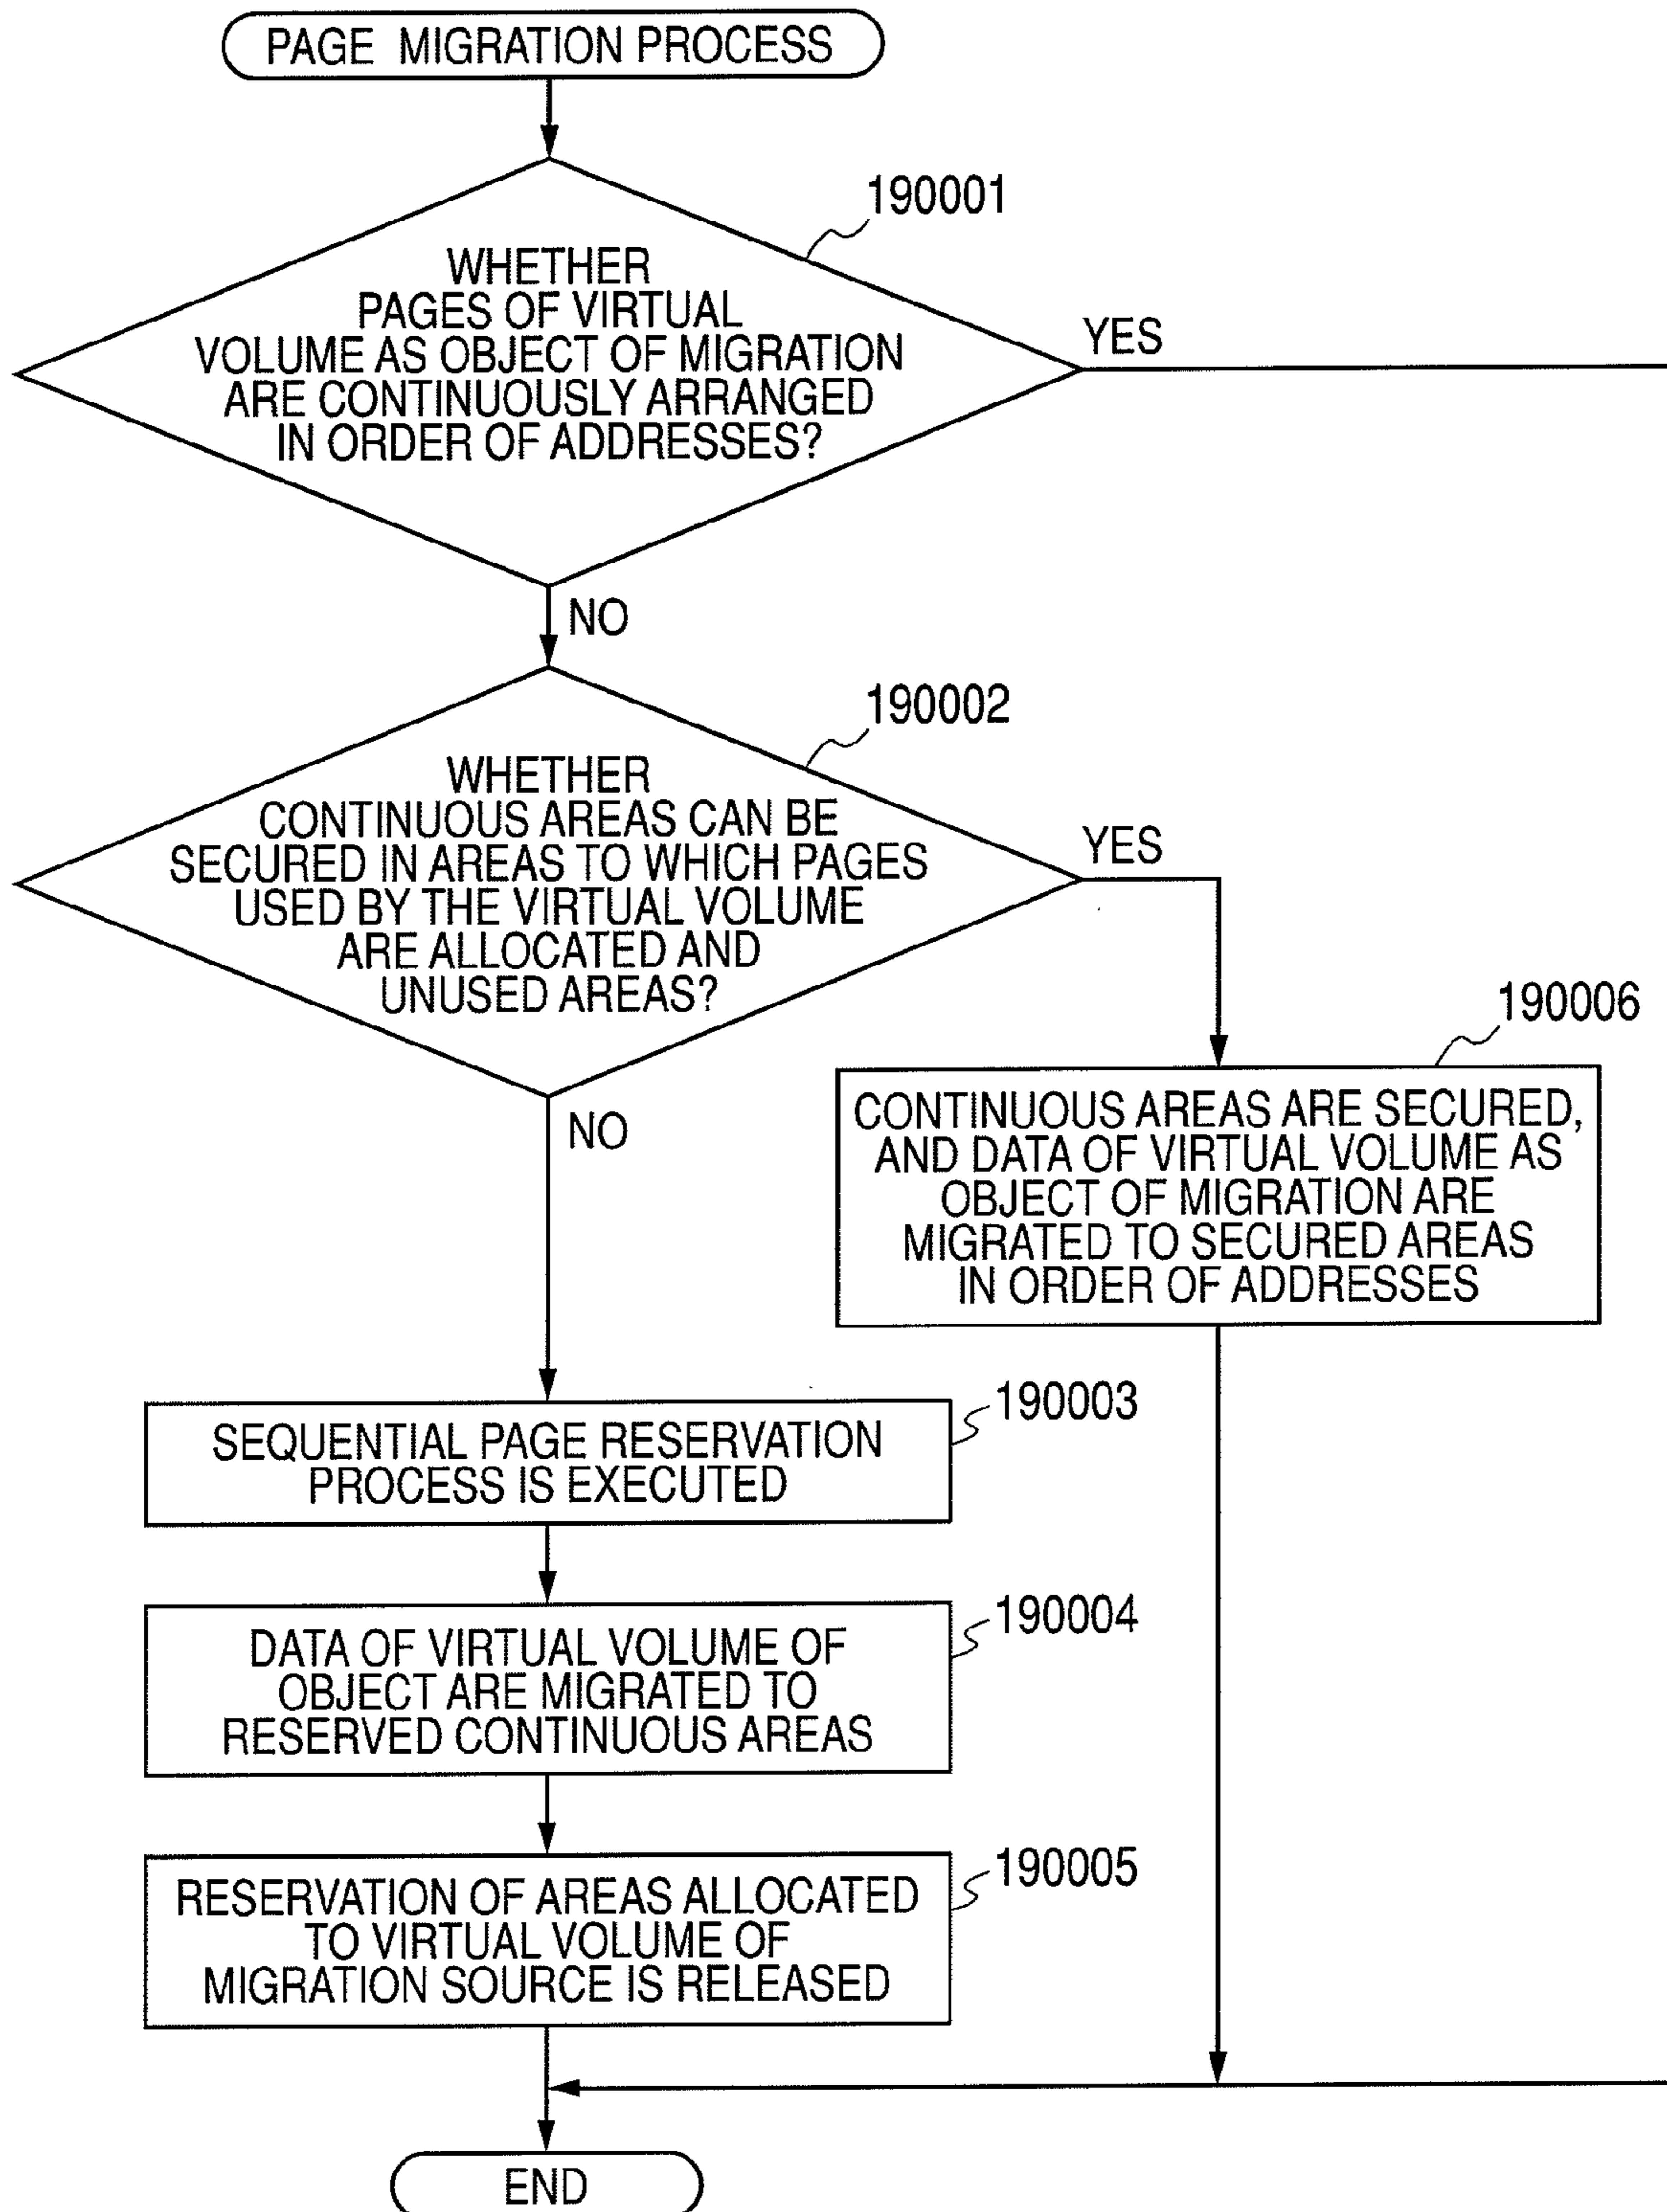 PAGE MIGRATION PROCESS
190001
WHETHER
PAGES OF VIRTUAL
VOLUME AS OBJECT OF MIGRATION
ARE CONTINUOUSLY ARRANGED
IN ORDER OF ADDRESSES?
YES
NO
190002
WHETHER
CONTINUOUS AREAS CAN BE
SECURED IN AREAS TO WHICH PAGES
USED BY THE VIRTUAL VOLUME
ARE ALLOCATED AND
UNUSED AREAS?
YES
NO
190006
CONTINUOUS AREAS ARE SECURED,
AND DATA OF VIRTUAL VOLUME AS
OBJECT OF MIGRATION ARE
MIGRATED TO SECURED AREAS
IN ORDER OF ADDRESSES
190003
SEQUENTIAL PAGE RESERVATION
PROCESS IS EXECUTED
190004
DATA OF VIRTUAL VOLUME OF
OBJECT ARE MIGRATED TO
RESERVED CONTINUOUS AREAS
190005
RESERVATION OF AREAS ALLOCATED
TO VIRTUAL VOLUME OF
MIGRATION SOURCE IS RELEASED
END